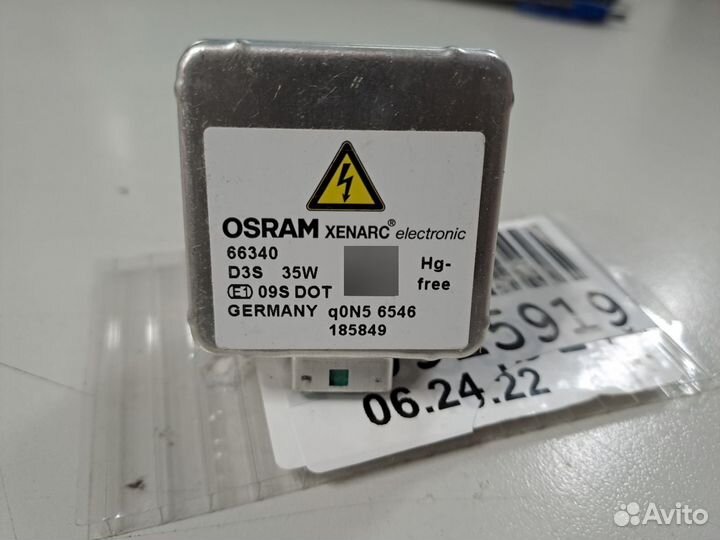 OSRAM XENARC® electronic
66340
D3S 35W
Hg-
free
E1 09S DOT
GERMANY q0N5 6546
185849
5919
06.24.22
Avito